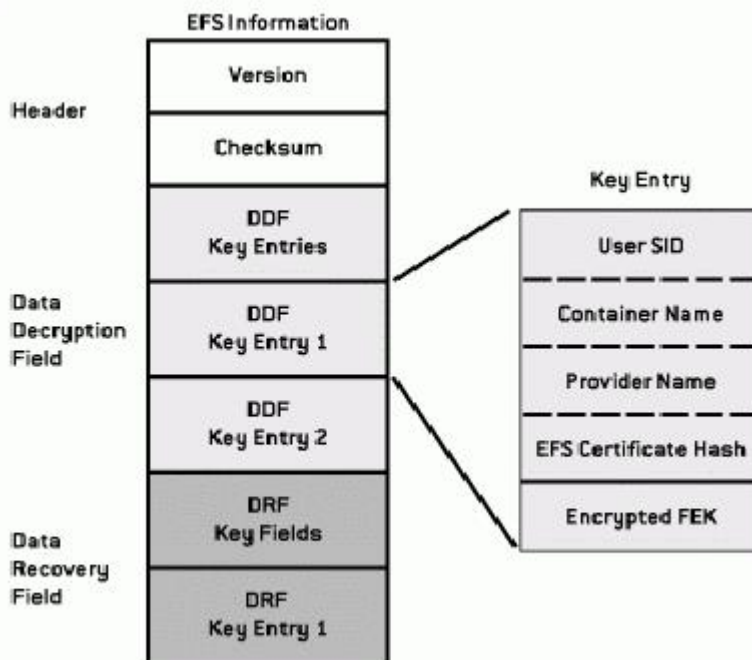 EFS Information
Header
Version
Checksum
Data
Decryption
Field
DDF
Key Entries
DDF
Key Entry 1
DDF
Key Entry 2
Data
Recovery
Field
DRF
Key Fields
DRF
Key Entry 1
Key Entry
User SID
Container Name
Provider Name
EFS Certificate Hash
Encrypted FEK